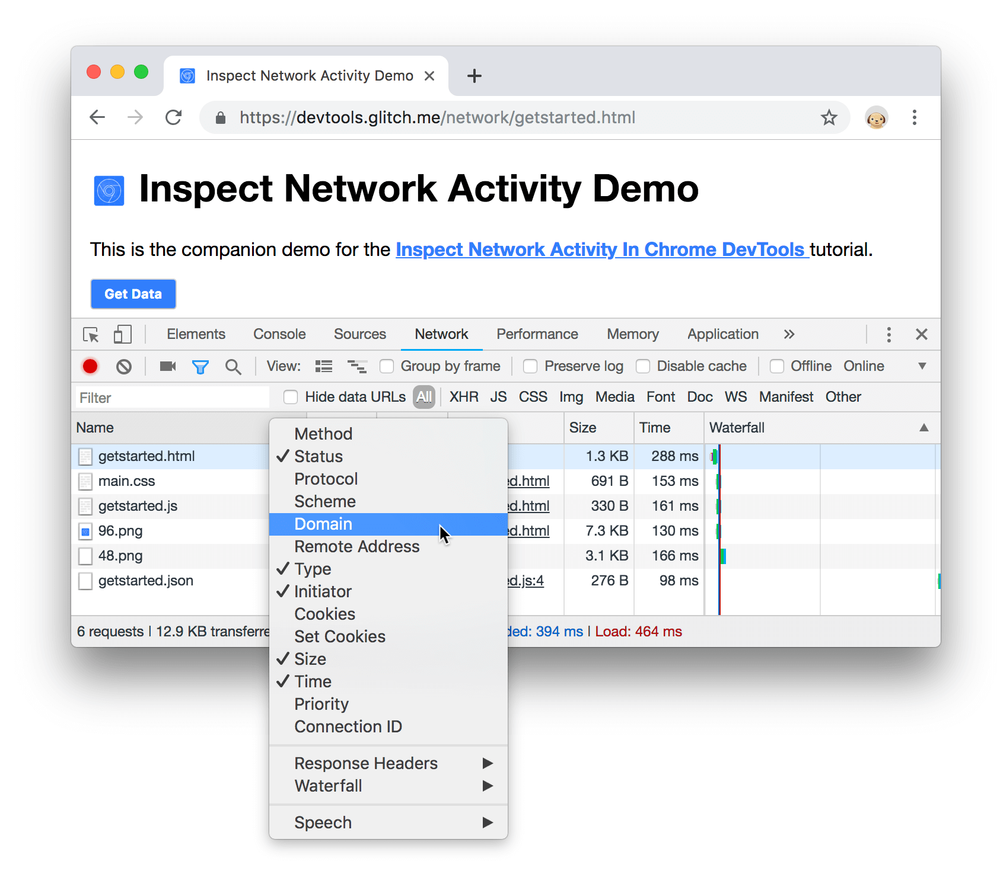 Inspect Network Activity Demo
https://devtools.glitch.me/network/getstarted.html
Inspect Network Activity Demo
This is the companion demo for the Inspect Network Activity In Chrome DevTools tutorial.
Get Data
Elements Console Sources Network Performance Memory Application
View: Group by frame Preserve log Disable cache Offline Online
Filter Hide data URLs All XHR JS CSS Img Media Font Doc WS Manifest Other
Name Size Time Waterfall
getstarted.html 1.3 KB 288 ms
main.css ed.html 691 B 153 ms
getstarted.js ed.html 330 B 161 ms
96.png ed.html 7.3 KB 130 ms
48.png 3.1 KB 166 ms
getstarted.json ed.js:4 276 B 98 ms
6 requests | 12.9 KB transferre ded: 394 ms | Load: 464 ms
Method
✓ Status
Protocol
Scheme
Domain
Remote Address
✓ Type
✓ Initiator
Cookies
Set Cookies
✓ Size
✓ Time
Priority
Connection ID
Response Headers
Waterfall
Speech